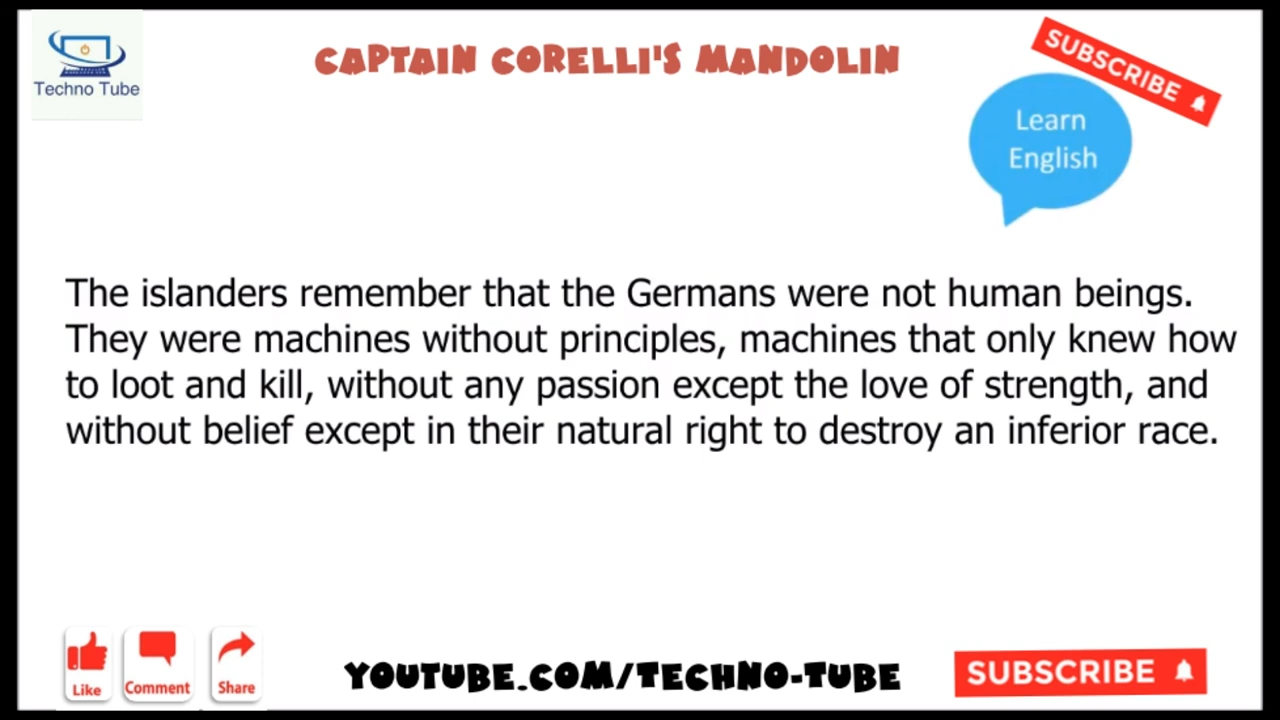 Techno Tube
CAPTAIN CORELLI'S MANDOLIN
SUBSCRIBE
Learn
English
The islanders remember that the Germans were not human beings.
They were machines without principles, machines that only knew how
to loot and kill, without any passion except the love of strength, and
without belief except in their natural right to destroy an inferior race.
Like
Comment
Share
YOUTUBE.COM/TECHNO-TUBE
SUBSCRIBE